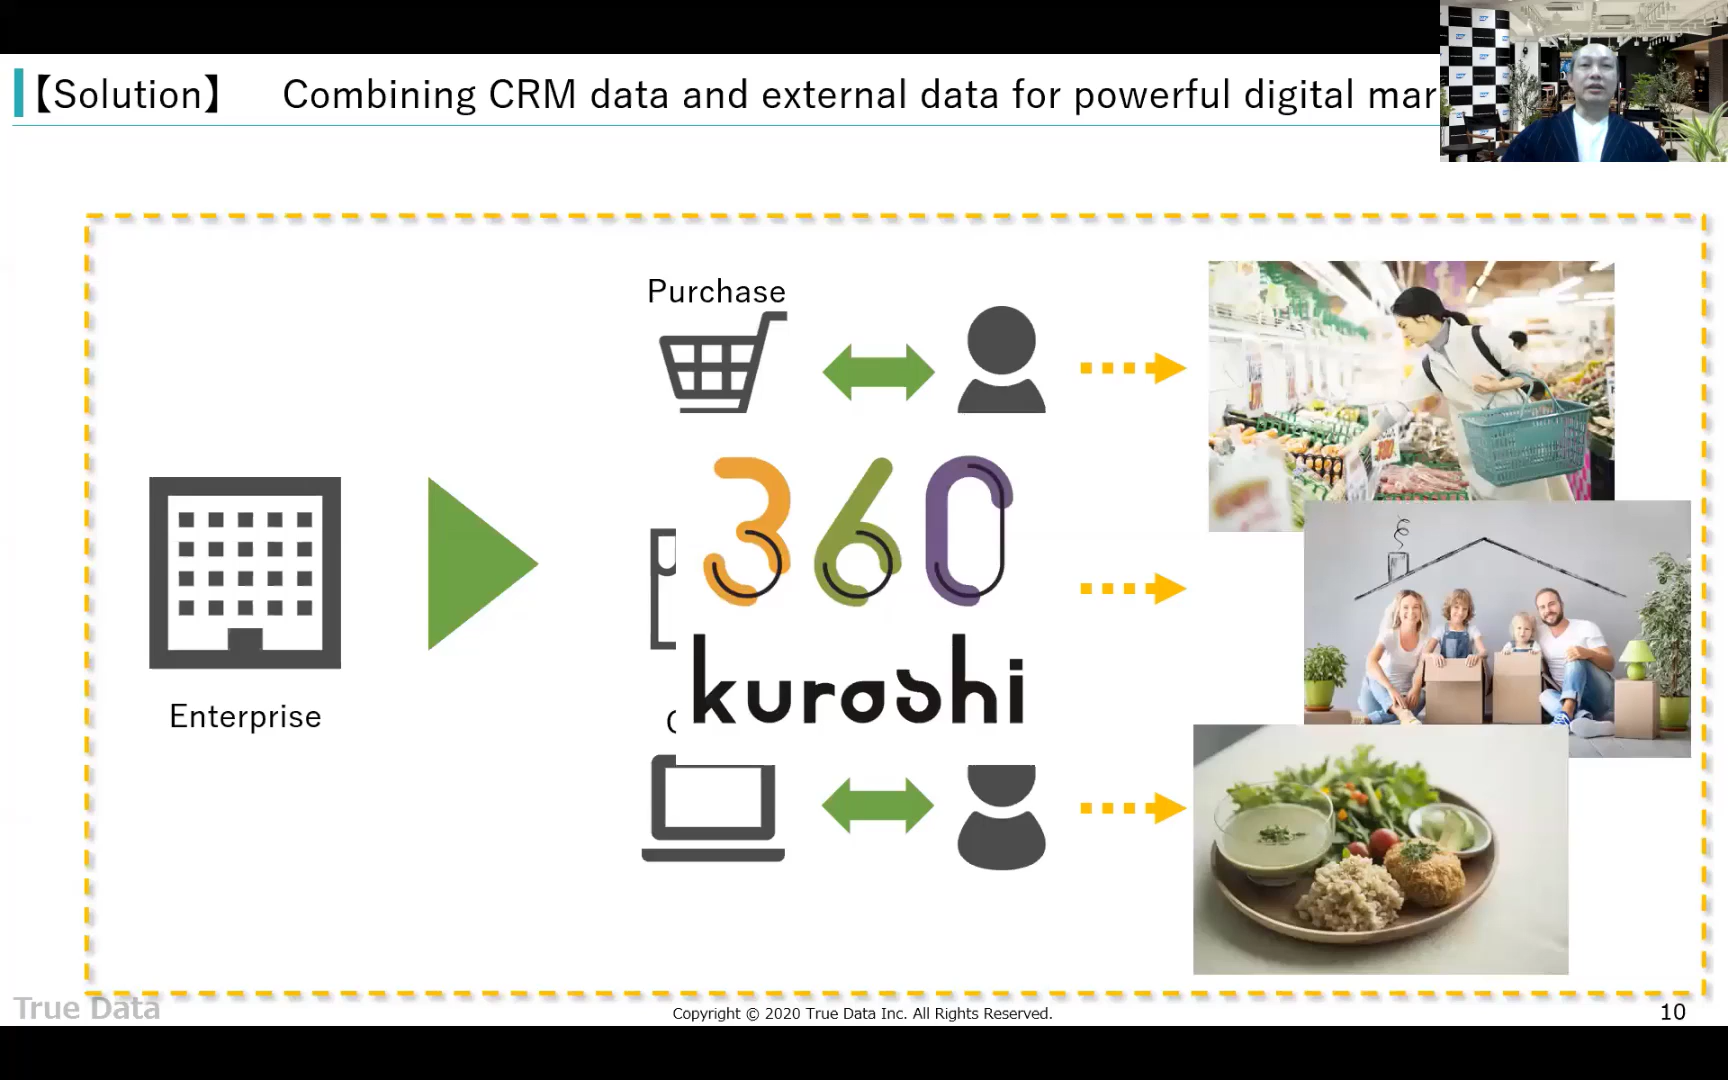 【Solution】 Combining CRM data and external data for powerful digital mar
Purchase
360
kurashi
Enterprise
True Data
Copyright © 2020 True Data Inc. All Rights Reserved.
10